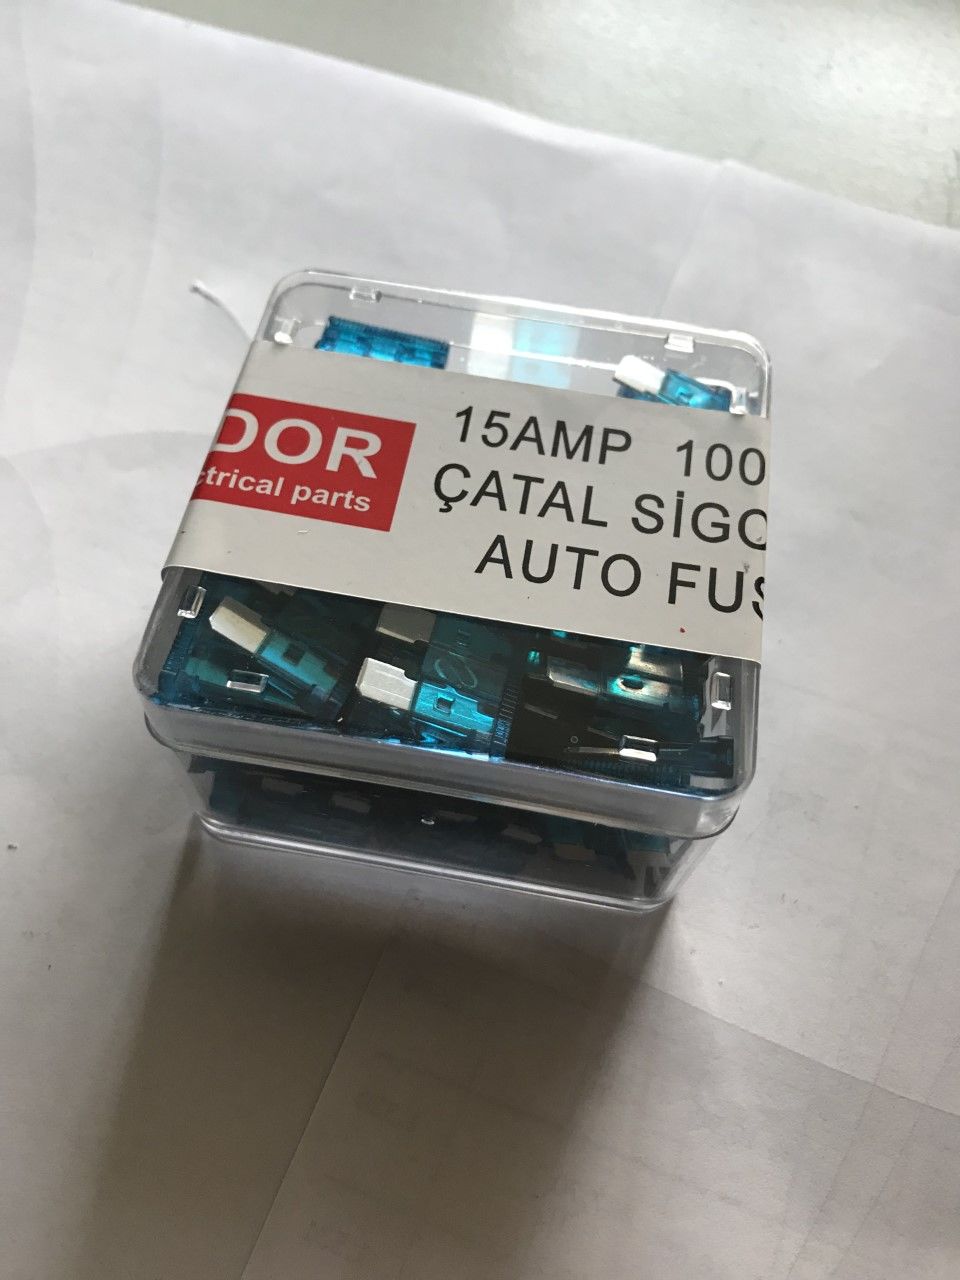 DOR
ctrical parts
15AMP 100
ÇATAL SİGO
AUTO FUS